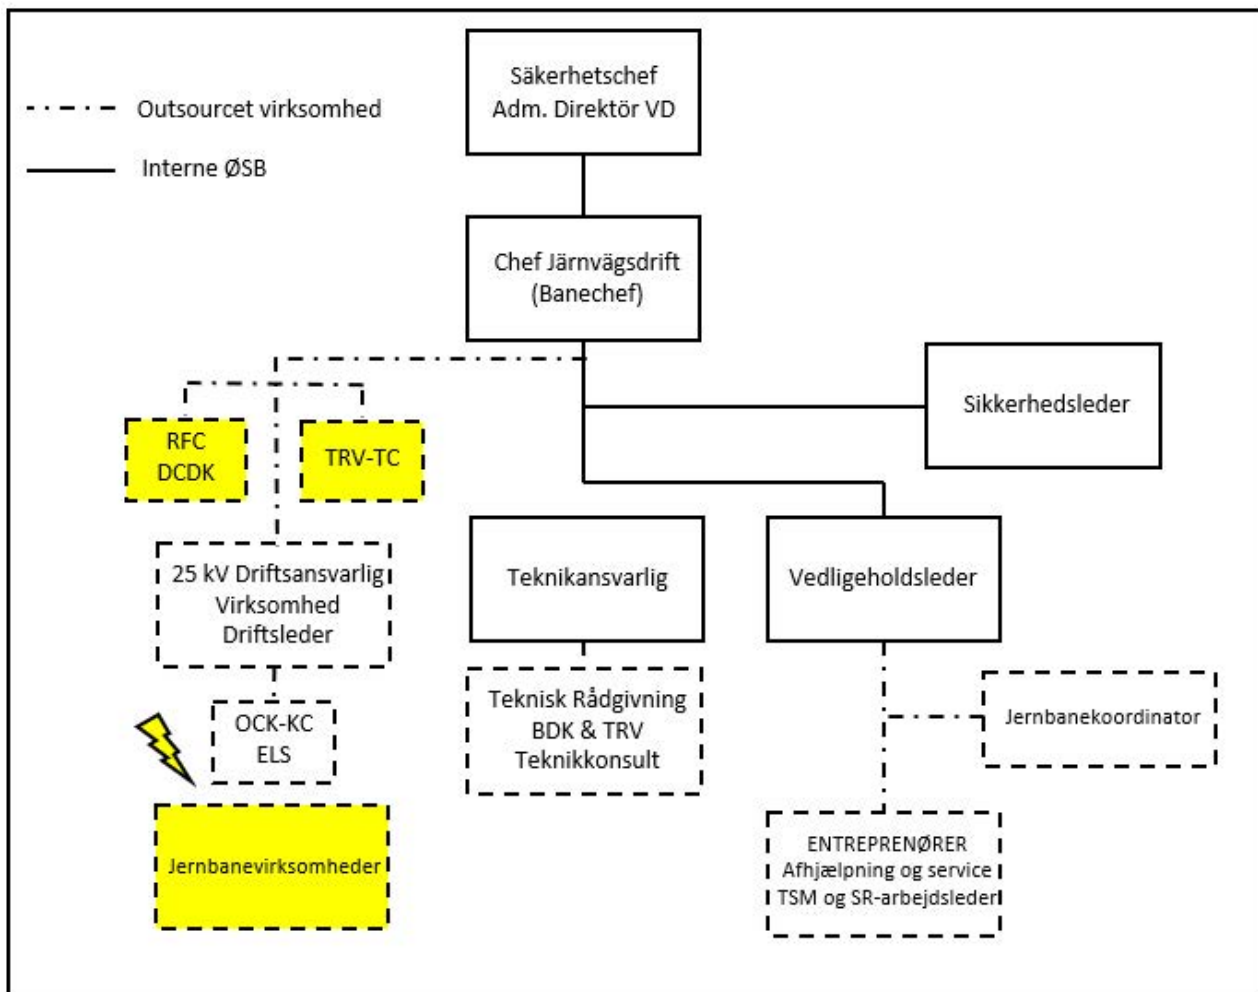 Säkerhetschef
Adm. Direktör VD
Outsourcet virksomhed
Interne ØSB
Chef Järnvägsdrift
(Banechef)
Sikkerhedsleder
RFC
DCDK
TRV-TC
25 kV Driftsansvarlig
Virksomhed
Driftsleder
Teknikansvarlig
Vedligeholdsleder
OCK-KC
ELS
Teknisk Rådgivning
BDK & TRV
Teknikkonsult
Jernbanekoordinator
Jernbanevirksomheder
ENTREPRENØRER
Afhjælpning og service
TSM og SR-arbejdsleder